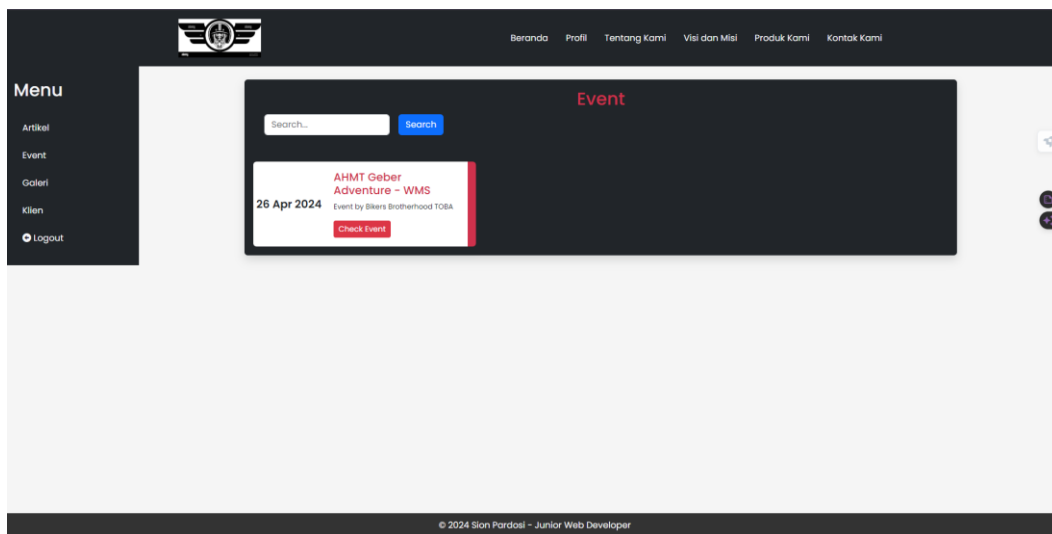 Beranda Profil Tentang Kami Visi dan Misi Produk Kami Kontak Kami
Menu
Artikel
Event
Galeri
Klien
Logout
Event
Search... Search
26 Apr 2024
AHMT Geber
Adventure - WMS
Event by Bikers Brotherhood TOBA
Check Event
© 2024 Sion Pardosi - Junior Web Developer